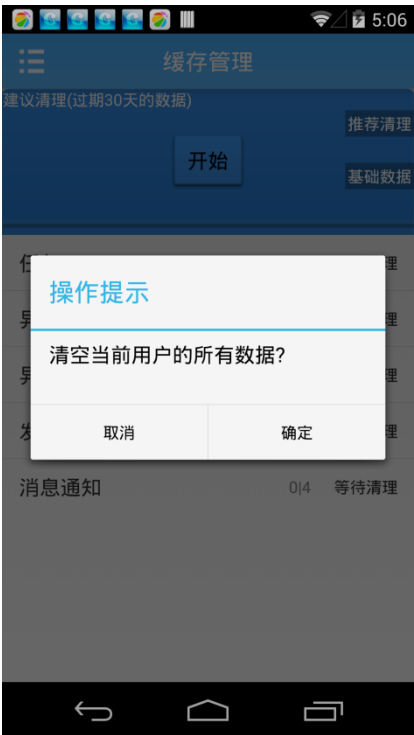 5:06
缓存管理
建议清理(过期30天的数据)
推荐清理
开始
基础数据
操作提示
清空当前用户的所有数据?
取消 确定
消息通知 0|4 等待清理